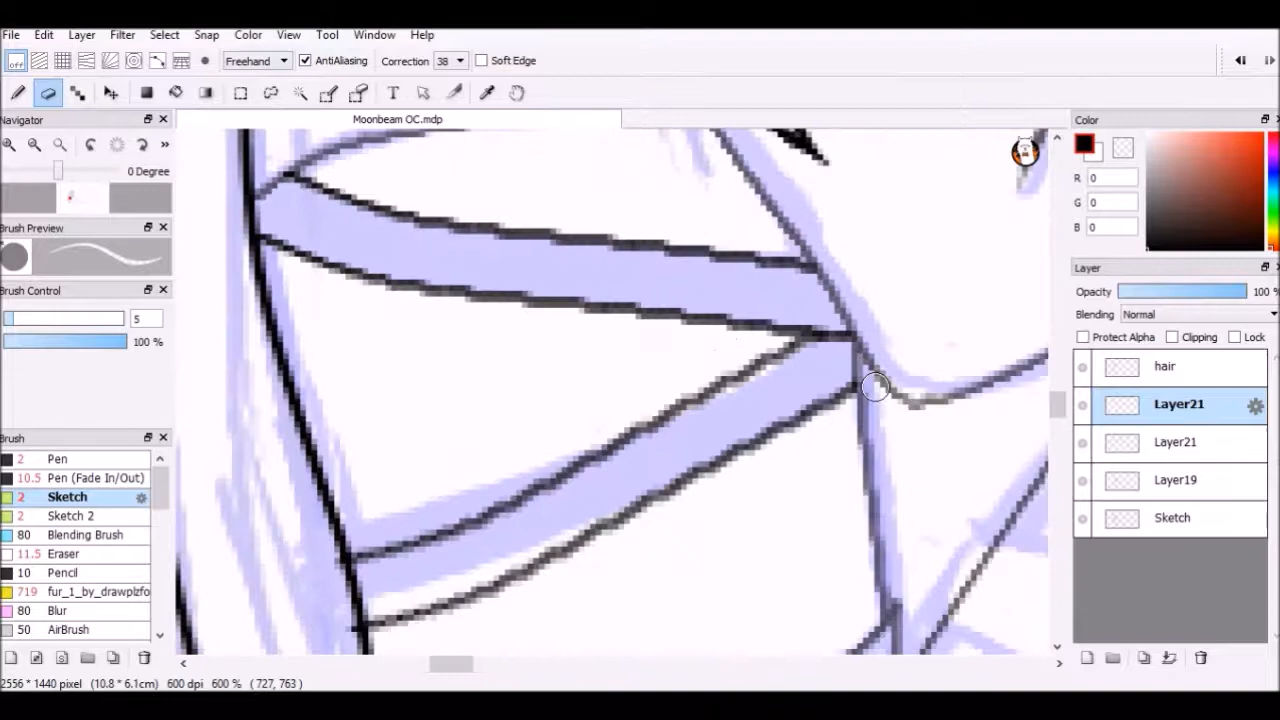 File Edit Layer Filter Select Snap Color View Tool Window Help
off Freehand AntiAliasing Correction 38 Soft Edge
T
Navigator
Moonbeam OC.mdp
Color
0 Degree
R 0
G 0
B 0
Brush Preview
Layer
Brush Control
Opacity 100 %
Blending Normal
5
Protect Alpha Clipping Lock
100 %
hair
Layer21
Layer21
Layer19
Sketch
Brush
2 Pen
10.5 Pen (Fade In/Out)
2 Sketch
2 Sketch 2
80 Blending Brush
11.5 Eraser
10 Pencil
719 fur_1_by_drawplzfo
80 Blur
50 AirBrush
2556 * 1440 pixel (10.8 * 6.1cm) 600 dpi 600 % ( 727, 763 )